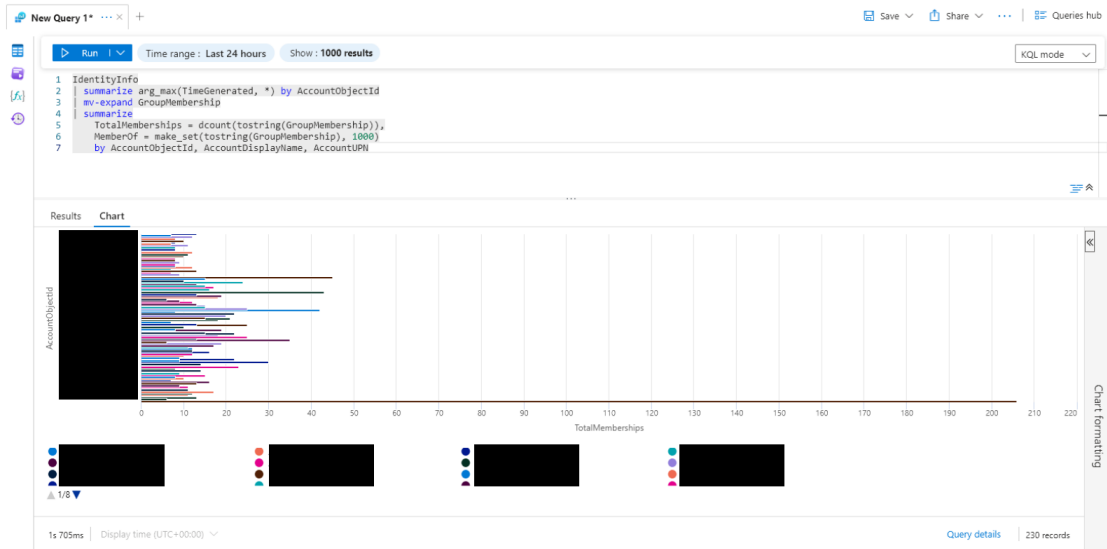 New Query 1* ··· × +
Save Share ··· Queries hub
Run Time range : Last 24 hours Show : 1000 results KQL mode
1 IdentityInfo
2 | summarize arg_max(TimeGenerated, *) by AccountObjectId
3 | mv-expand GroupMembership
4 | summarize
5 TotalMemberships = dcount(tostring(GroupMembership)),
6 MemberOf = make_set(tostring(GroupMembership), 1000)
7 by AccountObjectId, AccountDisplayName, AccountUPN
Results Chart
AccountObjectId
0 10 20 30 40 50 60 70 80 90 100 110 120 130 140 150 160 170 180 190 200 210 220
TotalMemberships
Chart formatting
1/8
1s 705ms Display time (UTC+00:00) Query details 230 records